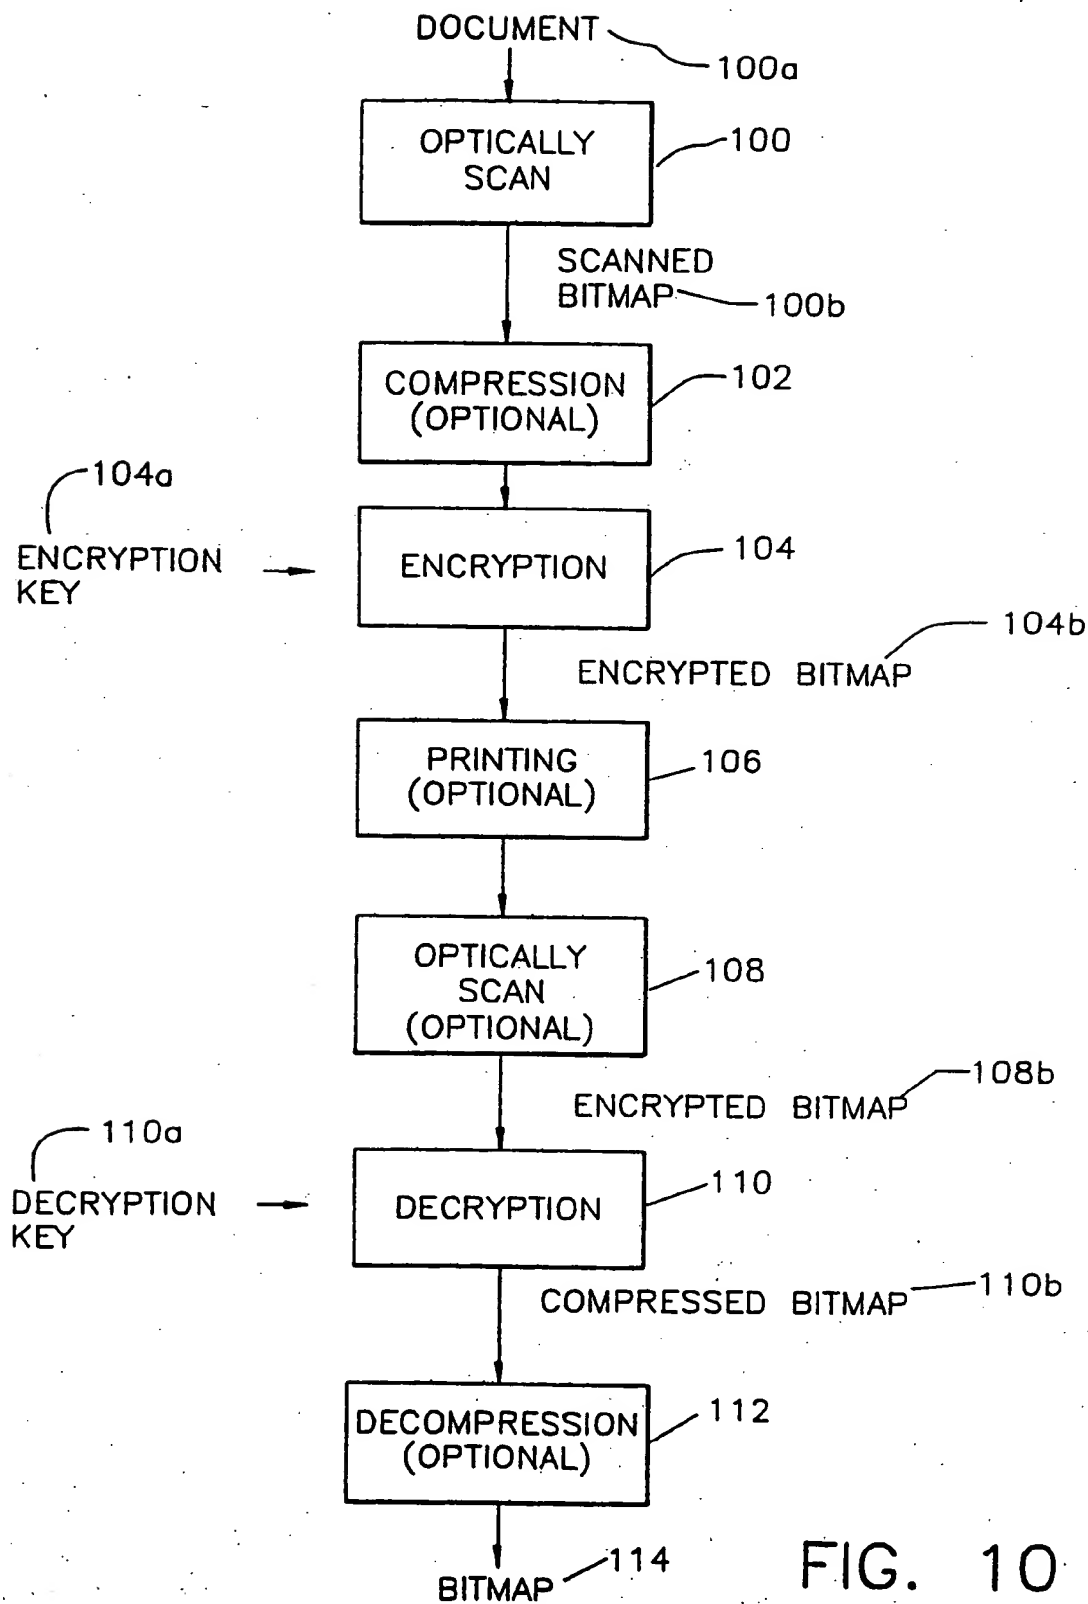 DOCUMENT
100a
OPTICALLY
SCAN
100
SCANNED
BITMAP
100b
COMPRESSION
(OPTIONAL)
102
104a
ENCRYPTION
KEY
ENCRYPTION
104
104b
ENCRYPTED BITMAP
PRINTING
(OPTIONAL)
106
OPTICALLY
SCAN
(OPTIONAL)
108
108b
ENCRYPTED BITMAP
110a
DECRYPTION
KEY
DECRYPTION
110
COMPRESSED BITMAP
110b
DECOMPRESSION
(OPTIONAL)
112
BITMAP
114
FIG. 10